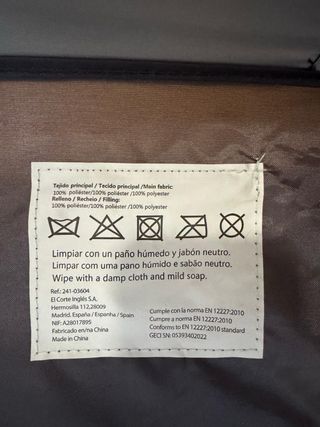 Tejido principal / Tecido principal /Main fabric:
100% poliéster/100% poliéster /100% polyester
Relleno / Recheio / Filling:
100% poliéster/100% poliéster /100% polyester
Limpiar con un paño húmedo y jabón neutro.
Limpar com uma pano húmido e sabão neutro.
Wipe with a damp cloth and mild soap.
Ref.: 241-03604
El Corte Inglés S.A.
Hermosilla 112,28009
Madrid. España / Espanha / Spain
NIF: A28017895
Fabricado en/na China
Made in China
Cumple con la norma EN 12227:2010
Cumpre a norma EN 12227:2010
Conforms to EN 12227:2010 standard
GECI SN: 05393402022